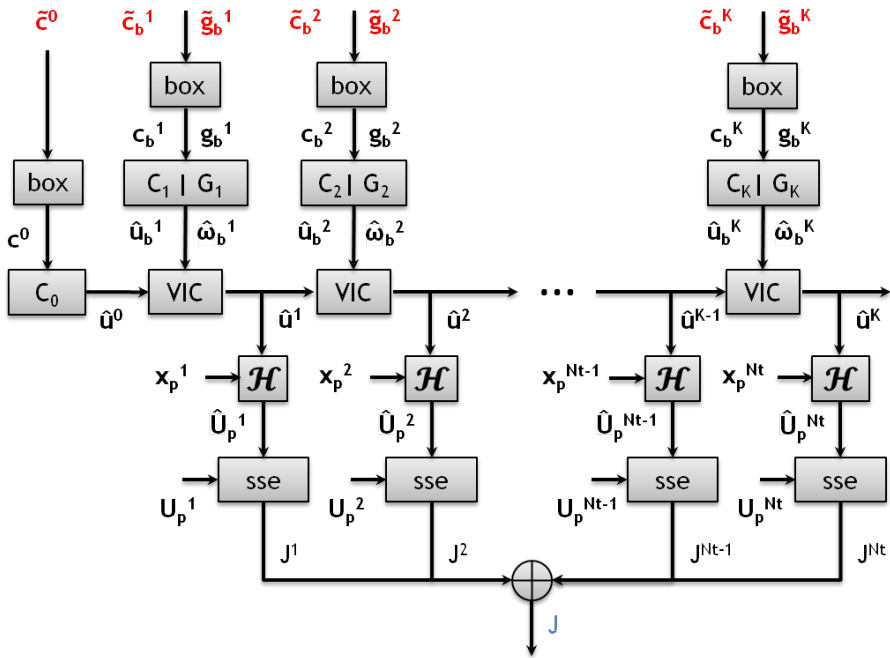 c̃⁰ c̃_b¹ g̃_b¹ c̃_b² g̃_b² c̃_b^K g̃_b^K
box box box
c_b¹ g_b¹ c_b² g_b² c_b^K g_b^K
box C₁ | G₁ C₂ | G₂ C_K | G_K
c⁰ û_b¹ ω̂_b¹ û_b² ω̂_b² û_b^K ω̂_b^K
C₀ VIC VIC ... VIC
û⁰ û¹ û² û^K-1 û^K
x_p¹ ℋ x_p² ℋ x_p^Nt-1 ℋ x_p^Nt ℋ
Û_p¹ Û_p² Û_p^Nt-1 Û_p^Nt
sse sse sse sse
U_p¹ U_p² U_p^Nt-1 U_p^Nt
J¹ J² J^Nt-1 J^Nt
J